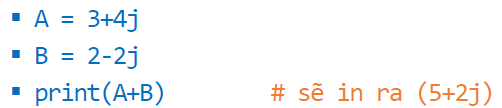 ▪ A = 3+4j
▪ B = 2-2j
▪ print(A+B) # sẽ in ra (5+2j)